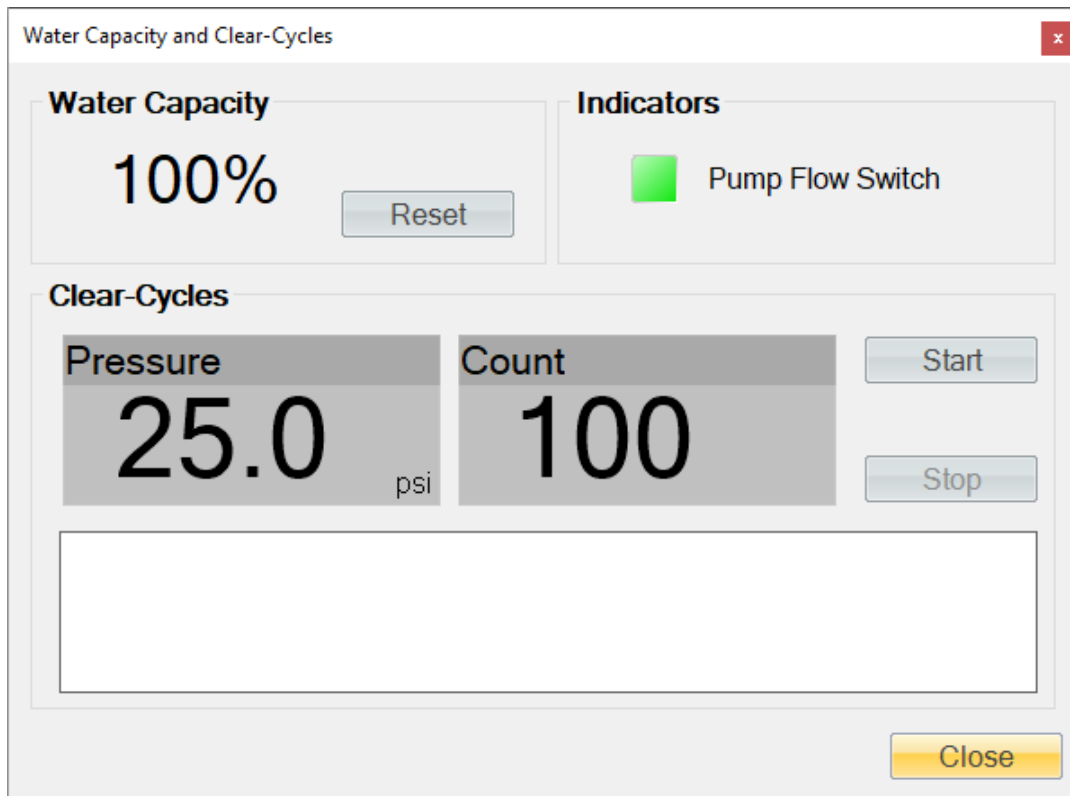 Water Capacity and Clear-Cycles
x
Water Capacity
100%
Reset
Indicators
Pump Flow Switch
Clear-Cycles
Pressure
25.0
psi
Count
100
Start
Stop
Close